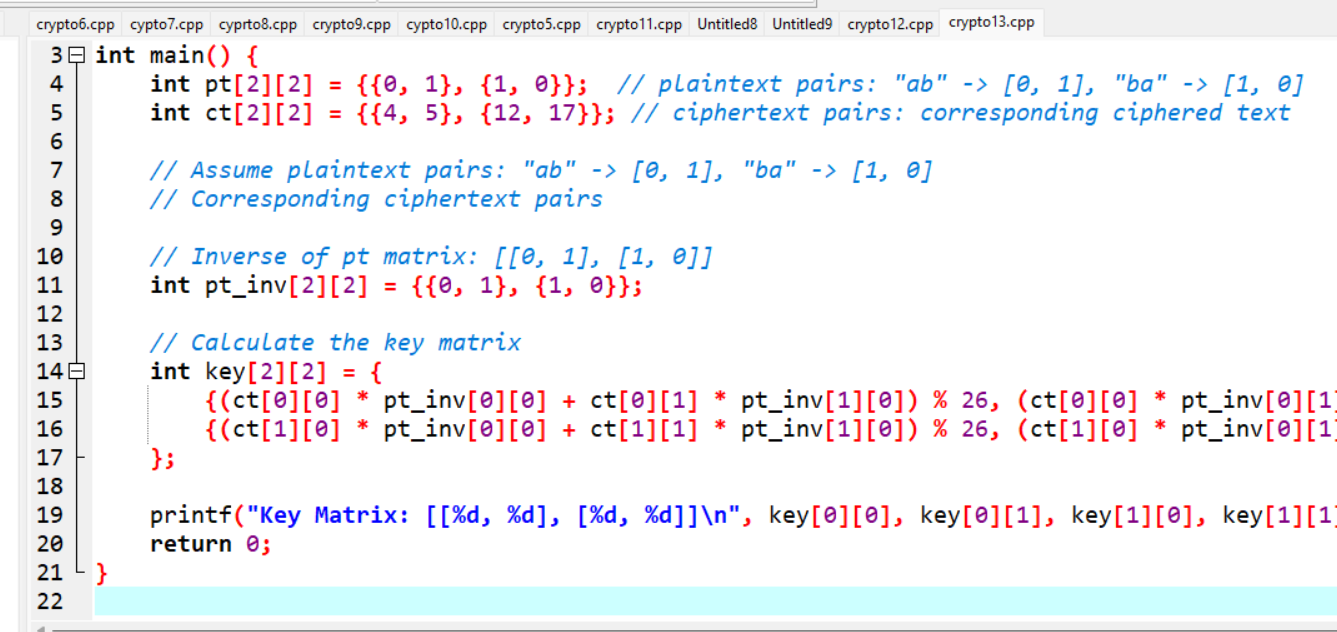 crypto6.cpp cypto7.cpp cyprto8.cpp crypto9.cpp cypto10.cpp crypto5.cpp crypto11.cpp Untitled8 Untitled9 crypto12.cpp crypto13.cpp
3 int main() {
4 int pt[2][2] = {{0, 1}, {1, 0}}; // plaintext pairs: "ab" -> [0, 1], "ba" -> [1, 0]
5 int ct[2][2] = {{4, 5}, {12, 17}}; // ciphertext pairs: corresponding ciphered text
6
7 // Assume plaintext pairs: "ab" -> [0, 1], "ba" -> [1, 0]
8 // Corresponding ciphertext pairs
9
10 // Inverse of pt matrix: [[0, 1], [1, 0]]
11 int pt_inv[2][2] = {{0, 1}, {1, 0}};
12
13 // Calculate the key matrix
14 int key[2][2] = {
15 {(ct[0][0] * pt_inv[0][0] + ct[0][1] * pt_inv[1][0]) % 26, (ct[0][0] * pt_inv[0][1]
16 {(ct[1][0] * pt_inv[0][0] + ct[1][1] * pt_inv[1][0]) % 26, (ct[1][0] * pt_inv[0][1]
17 };
18
19 printf("Key Matrix: [[%d, %d], [%d, %d]]\n", key[0][0], key[0][1], key[1][0], key[1][1]
20 return 0;
21 }
22